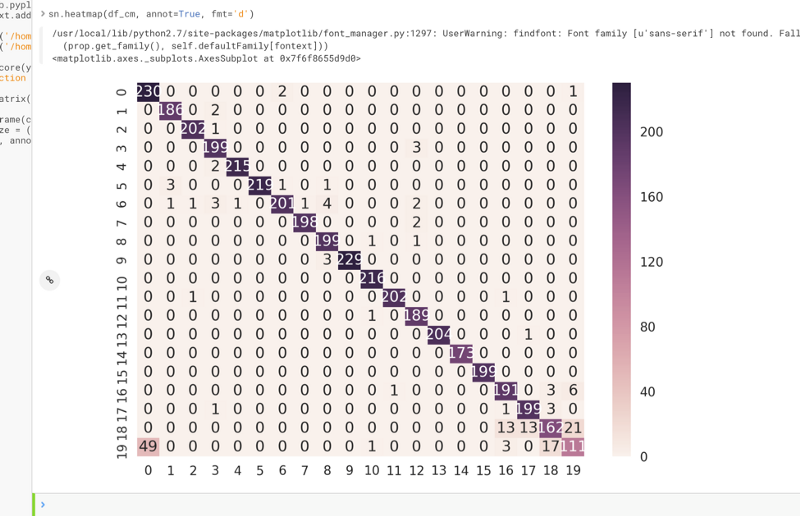 b.pypl
xt.add
('/hom
('/hom
core(y
ction
atrix(
rame(c
ze = (
, anno
sn.heatmap(df_cm, annot=True, fmt='d')
/usr/local/lib/python2.7/site-packages/matplotlib/font_manager.py:1297: UserWarning: findfont: Font family [u'sans-serif'] not found. Fall
(prop.get_family(), self.defaultFamily[fontext]))
<matplotlib.axes._subplots.AxesSubplot at 0x7f6f8655d9d0>
0 230 0 0 0 0 0 2 0 0 0 0 0 0 0 0 0 0 0 0 1
1 0 186 0 2 0 0 0 0 0 0 0 0 0 0 0 0 0 0 0 0
2 0 0 202 1 0 0 0 0 0 0 0 0 0 0 0 0 0 0 0 0
3 0 0 0 199 0 0 0 0 0 0 0 0 3 0 0 0 0 0 0 0
4 0 0 0 2 215 0 0 0 0 0 0 0 0 0 0 0 0 0 0 0
5 0 3 0 0 0 219 1 0 1 0 0 0 0 0 0 0 0 0 0 0
6 0 1 1 3 1 0 201 1 4 0 0 0 2 0 0 0 0 0 0 0
7 0 0 0 0 0 0 0 198 0 0 0 0 2 0 0 0 0 0 0 0
8 0 0 0 0 0 0 0 0 199 0 1 0 1 0 0 0 0 0 0 0
9 0 0 0 0 0 0 0 0 3 229 0 0 0 0 0 0 0 0 0 0
10 0 0 0 0 0 0 0 0 0 0 216 0 0 0 0 0 0 0 0 0
11 0 0 1 0 0 0 0 0 0 0 0 202 0 0 0 0 1 0 0 0
12 0 0 0 0 0 0 0 0 0 0 1 0 189 0 0 0 0 0 0 0
13 0 0 0 0 0 0 0 0 0 0 0 0 0 204 0 0 0 1 0 0
14 0 0 0 0 0 0 0 0 0 0 0 0 0 0 173 0 0 0 0 0
15 0 0 0 0 0 0 0 0 0 0 0 0 0 0 0 199 0 0 0 0
16 0 0 0 0 0 0 0 0 0 0 0 1 0 0 0 0 191 0 3 6
17 0 0 0 1 0 0 0 0 0 0 0 0 0 0 0 0 1 199 3 0
18 0 0 0 0 0 0 0 0 0 0 0 0 0 0 0 0 13 13 162 21
19 49 0 0 0 0 0 0 0 0 0 1 0 0 0 0 0 3 0 17 111
0 1 2 3 4 5 6 7 8 9 10 11 12 13 14 15 16 17 18 19
200
160
120
80
40
0